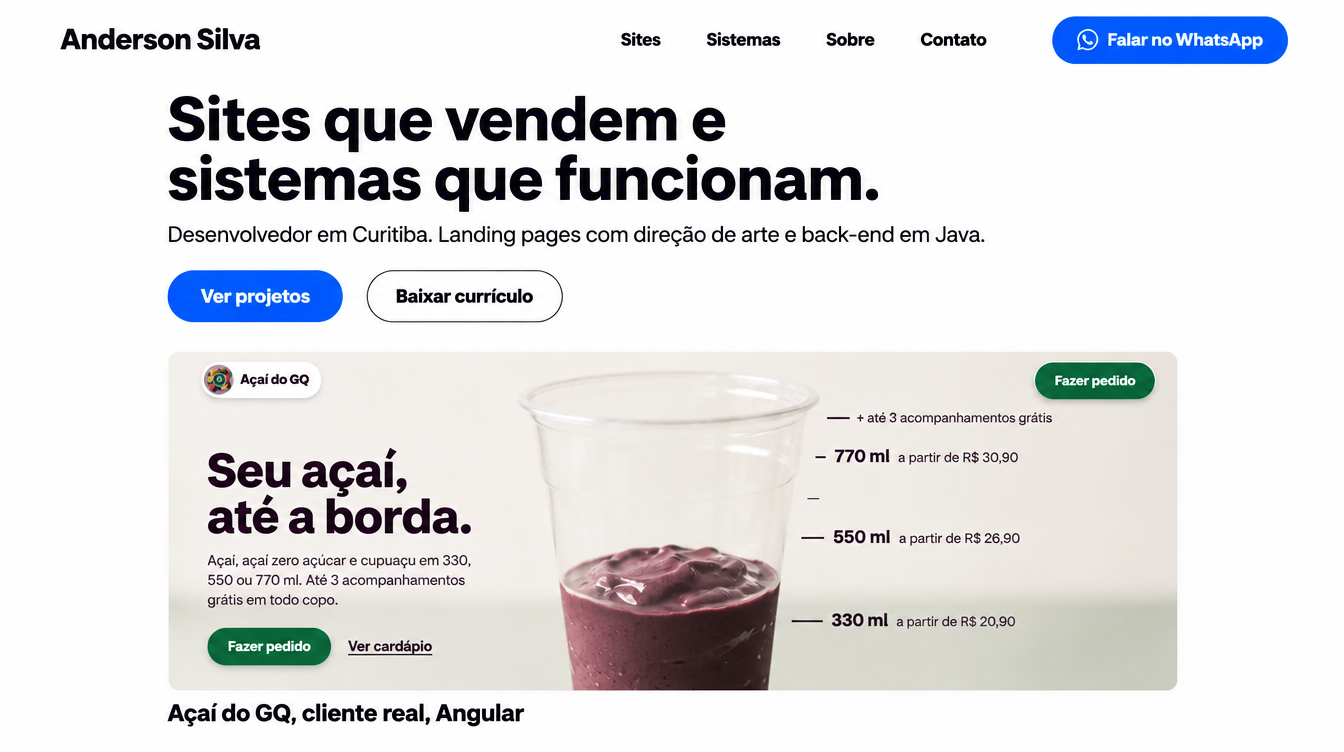 Anderson Silva
Sites
Sistemas
Sobre
Contato
Falar no WhatsApp
Sites que vendem e
sistemas que funcionam.
Desenvolvedor em Curitiba. Landing pages com direção de arte e back-end em Java.
Ver projetos
Baixar currículo
Açaí do GQ
Fazer pedido
Seu açaí,
até a borda.
Açaí, açaí zero açúcar e cupuaçu em 330,
550 ou 770 ml. Até 3 acompanhamentos
grátis em todo copo.
Fazer pedido
Ver cardápio
+ até 3 acompanhamentos grátis
770 ml a partir de R$ 30,90
550 ml a partir de R$ 26,90
330 ml a partir de R$ 20,90
Açaí do GQ, cliente real, Angular